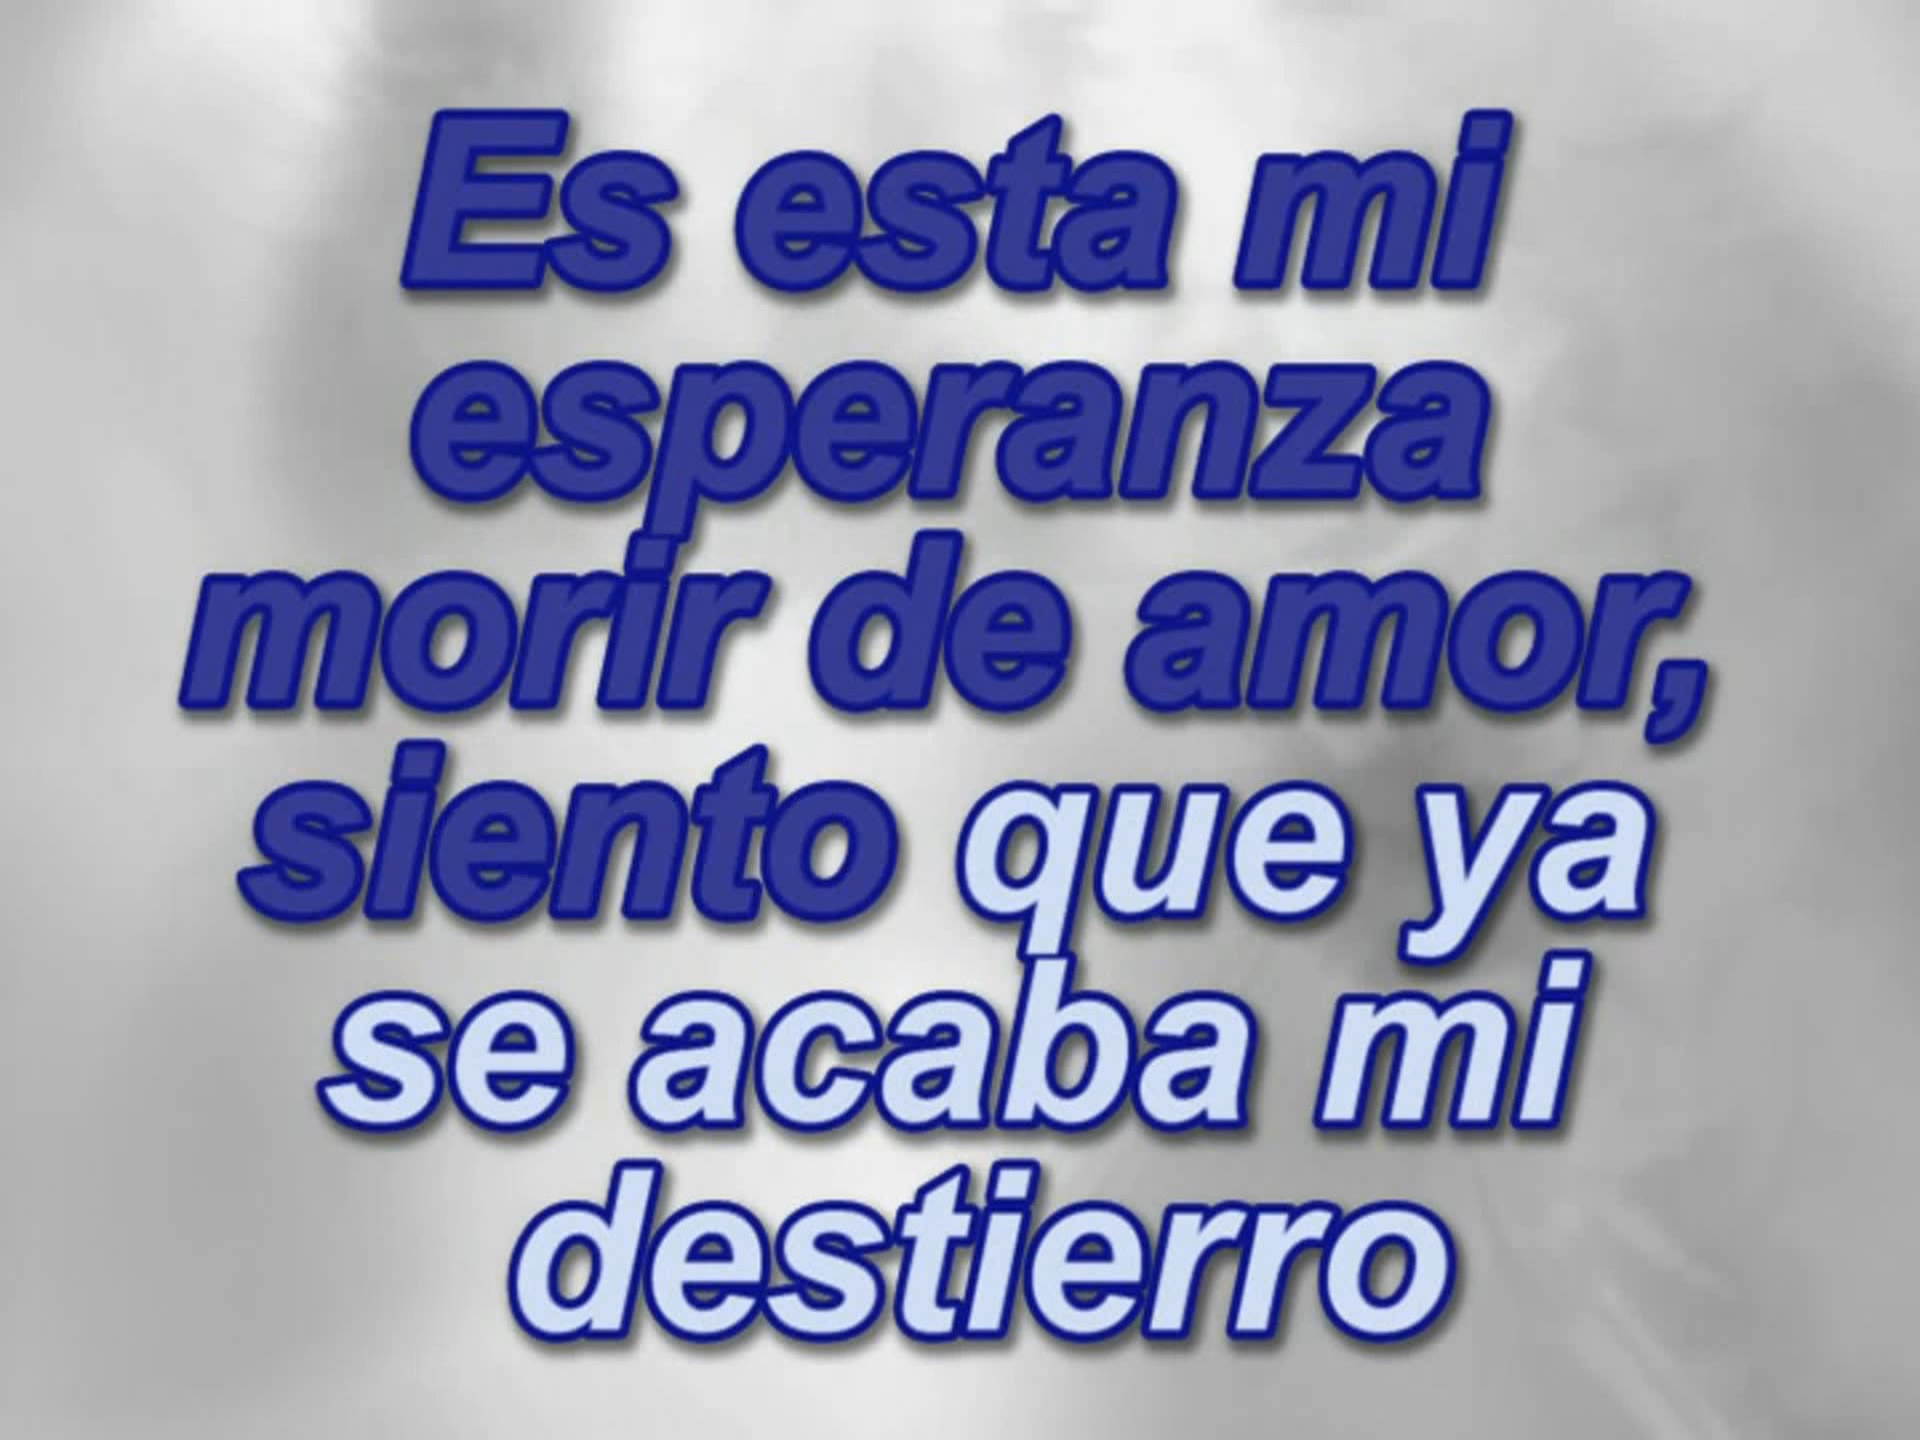 Es esta mi
esperanza
morir de amor,
siento que ya
se acaba mi
destierro